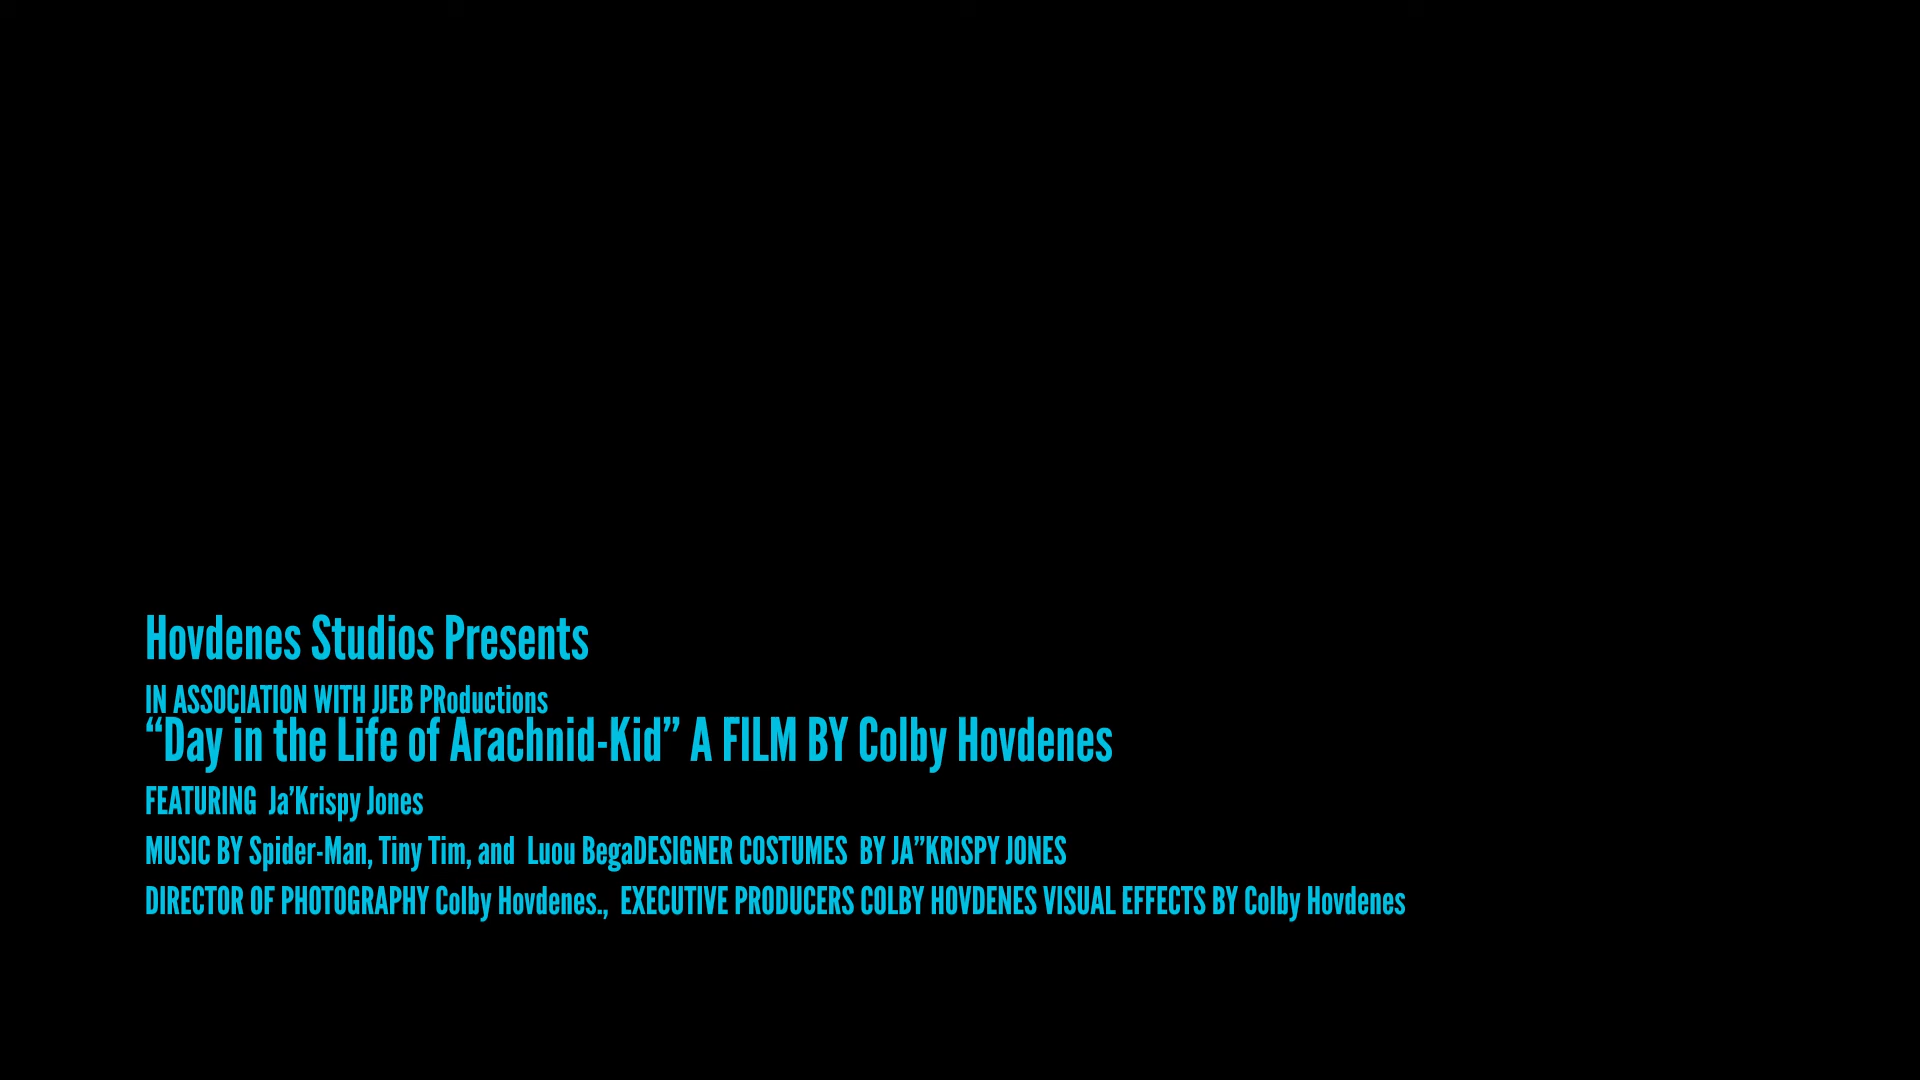 Hovdenes Studios Presents
IN ASSOCIATION WITH JJEB PRoductions
“Day in the Life of Arachnid-Kid” A FILM BY Colby Hovdenes
FEATURING  Ja’Krispy Jones
MUSIC BY Spider-Man, Tiny Tim, and  Luou BegaDESIGNER COSTUMES  BY JA”KRISPY JONES
DIRECTOR OF PHOTOGRAPHY Colby Hovdenes.,  EXECUTIVE PRODUCERS COLBY HOVDENES VISUAL EFFECTS BY Colby Hovdenes